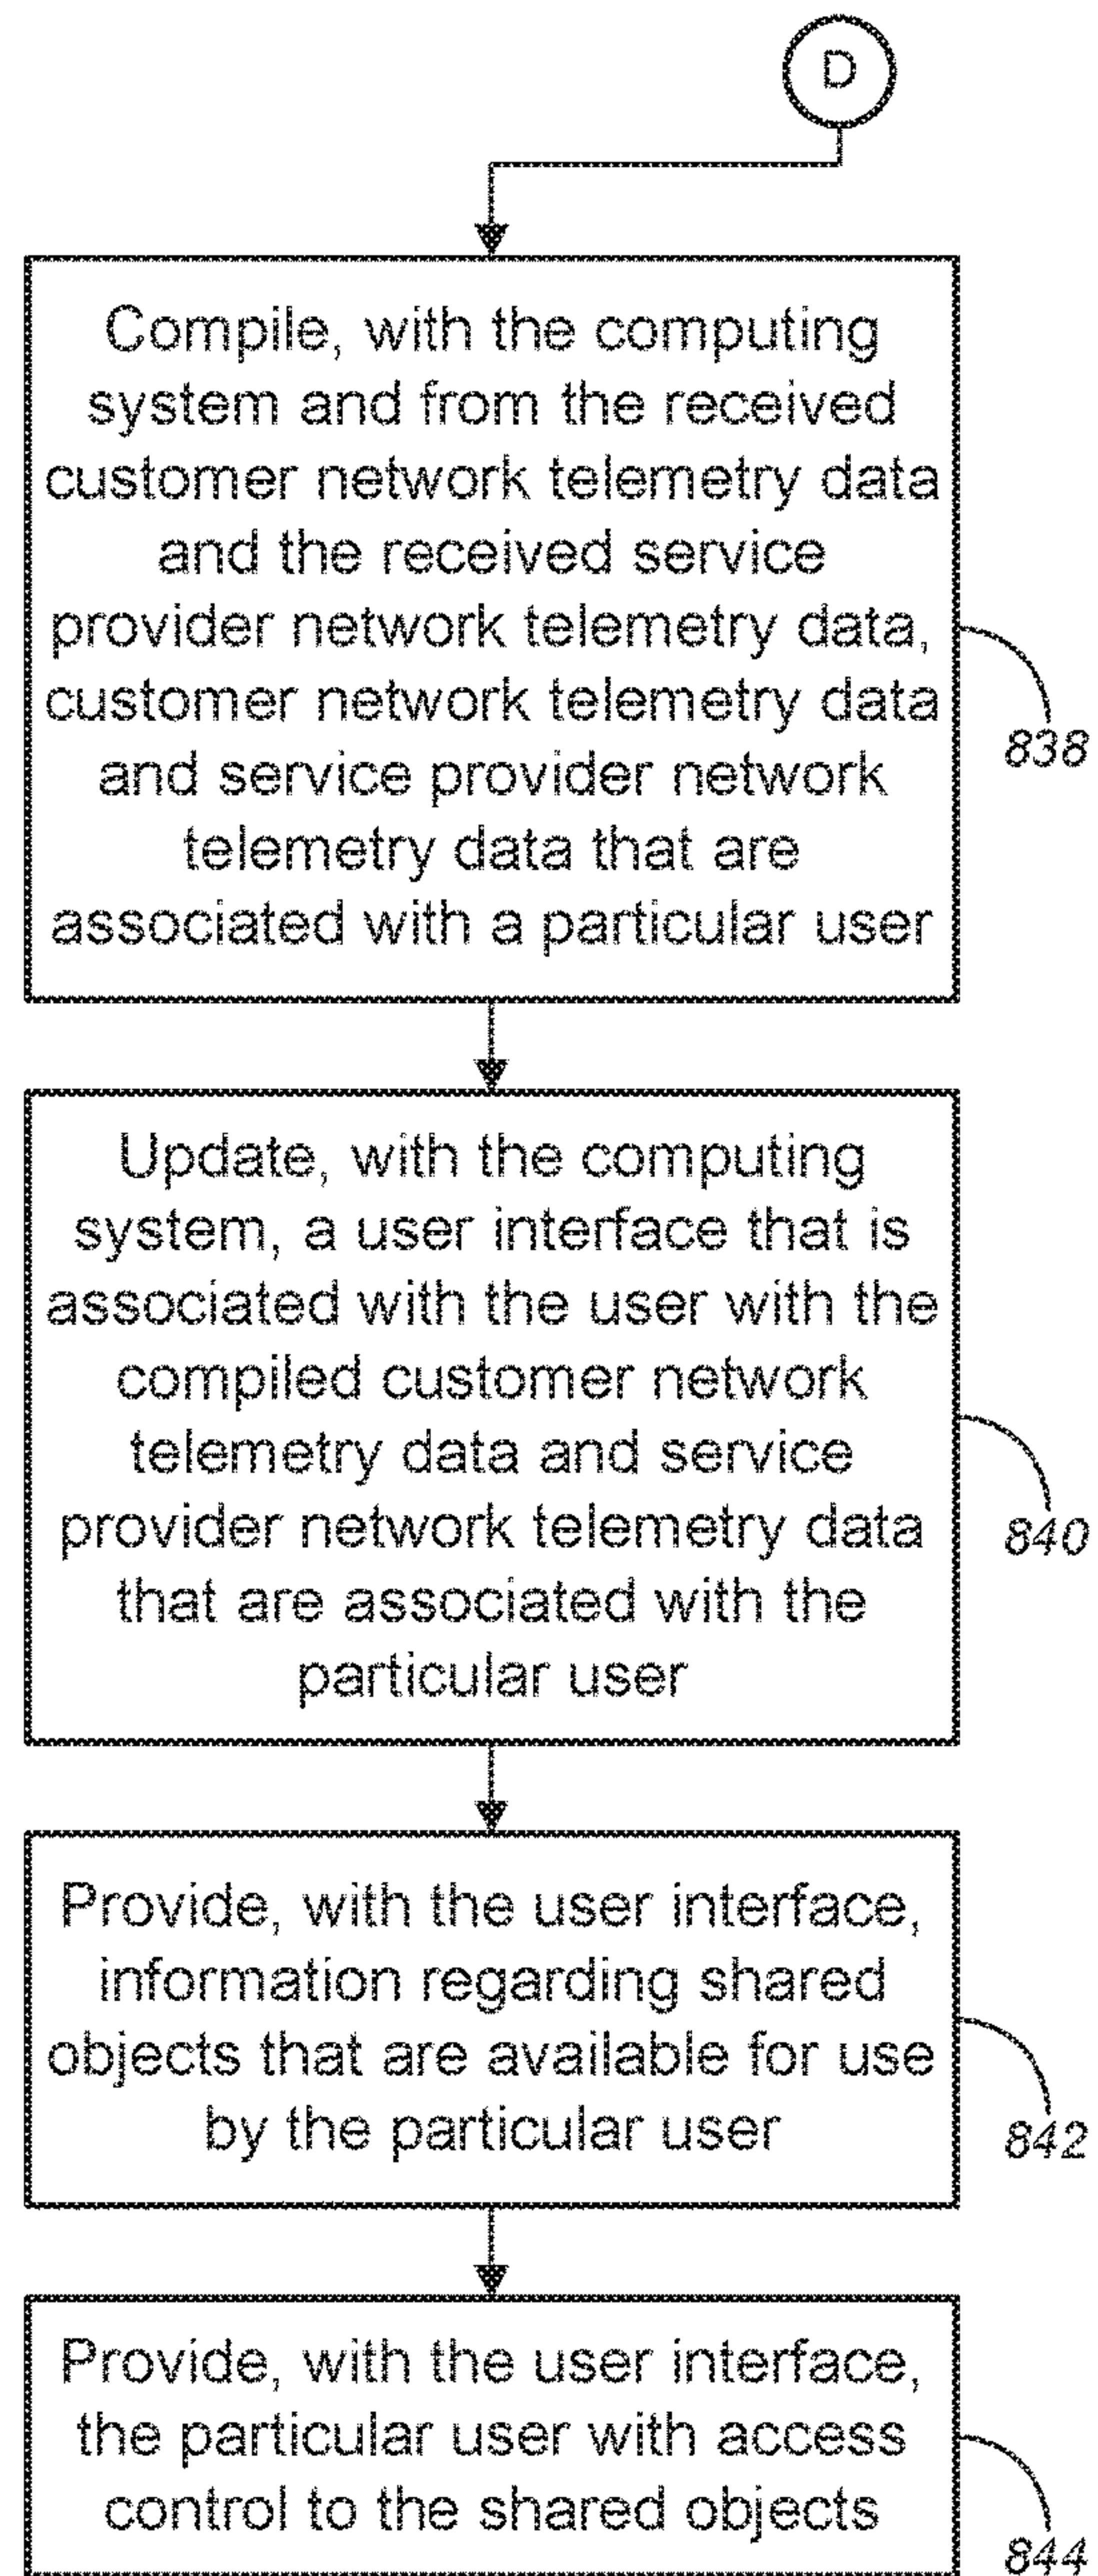 D
Compile, with the computing
system and from the received
customer network telemetry data
and the received service
provider network telemetry data,
customer network telemetry data
and service provider network
telemetry data that are
associated with a particular user
838
Update, with the computing
system, a user interface that is
associated with the user with the
compiled customer network
telemetry data and service
provider network telemetry data
that are associated with the
particular user
840
Provide, with the user interface,
information regarding shared
objects that are available for use
by the particular user
842
Provide, with the user interface,
the particular user with access
control to the shared objects
844